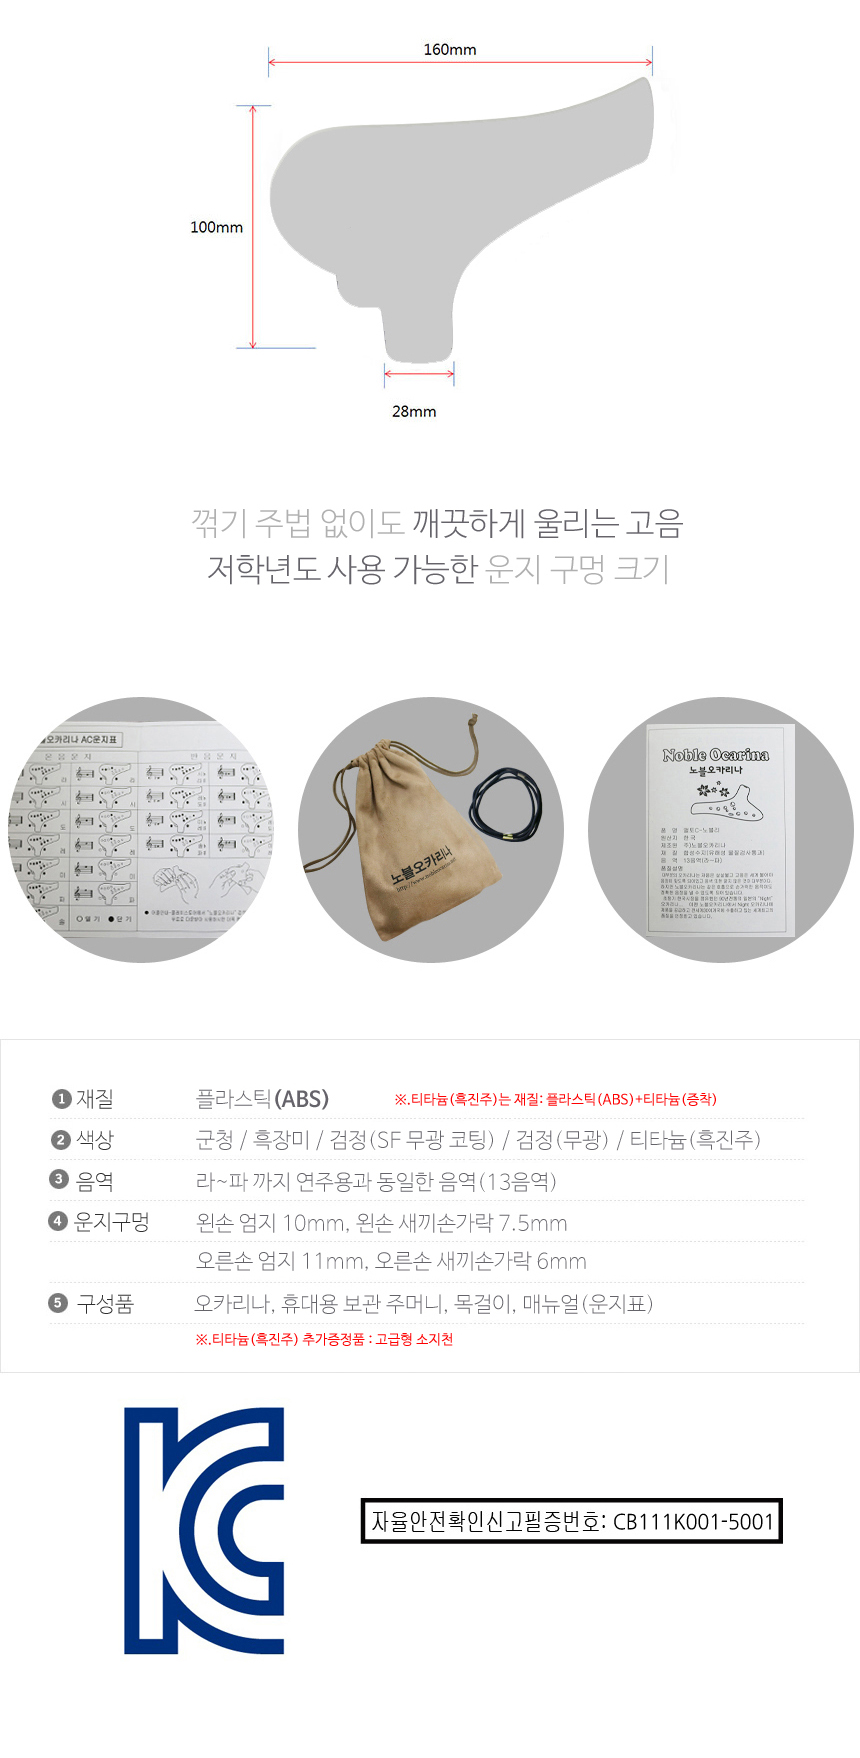 160mm
100mm
28mm
꺾기 주법 없이도 깨끗하게 울리는 고음
저학년도 사용 가능한 운지 구멍 크기
노블오카리나 AC운지표
노블오카리나
Noble Ocarina
노블오카리나
1 재질 플라스틱(ABS) ※.티타늄(흑진주)는 재질: 플라스틱(ABS)+티타늄(증착)
2 색상 군청 / 흑장미 / 검정(SF 무광 코팅) / 검정(무광) / 티타늄(흑진주)
3 음역 라~파 까지 연주용과 동일한 음역(13음역)
4 운지구멍 왼손 엄지 10mm, 왼손 새끼손가락 7.5mm
오른손 엄지 11mm, 오른손 새끼손가락 6mm
5 구성품 오카리나, 휴대용 보관 주머니, 목걸이, 매뉴얼(운지표)
※.티타늄(흑진주) 추가증정품 : 고급형 소지천
KC
자율안전확인신고필증번호: CB111K001-5001